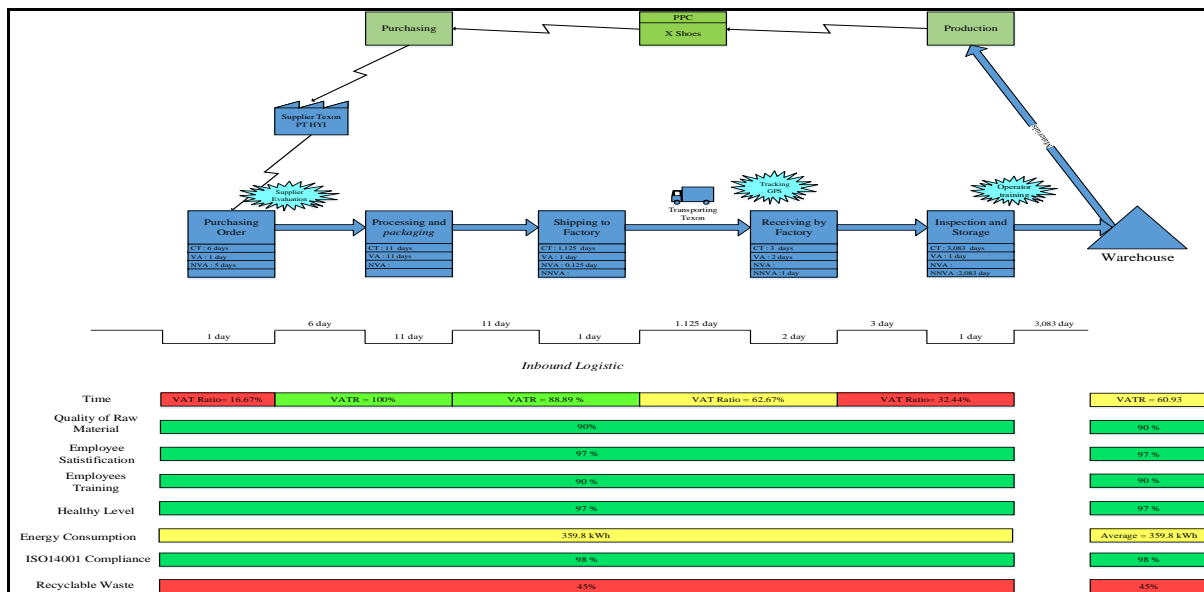 Purchasing
PPC
X Shoes
Production
Supplier Texon
PT HYI
Materials
Supplier
Evaluation
Transporting
Texon
Tracking
GPS
Operator
training
Purchasing
Order
CT : 6 days
VA : 1 day
NVA : 5 days
Processing and
packaging
CT : 11 days
VA : 11 days
NVA :
Shipping to
Factory
CT : 1,125 day
VA : 1 day
NVA : 0.125 day
NNVA :
Receiving by
Factory
CT : 3 days
VA : 2 days
NVA :
NNVA :1 day
Inspection and
Storage
CT : 3,083 days
VA : 1 day
NVA :
NNVA :2,083 day
Warehouse
6 day
11 day
1.125 day
3 day
3,083 day
1 day
11 day
1 day
2 day
1 day
Inbound Logistic
Time
VAT Ratio= 16.67%
VATR = 100%
VATR = 88.89 %
VAT Ratio = 62.67%
VAT Ratio= 32.44%
VATR = 60.93
Quality of Raw
Material
90%
90 %
Employee
Satistification
97 %
97 %
Employees
Training
90 %
90 %
Healthy Level
97 %
97 %
Energy Consumption
359.8 kWh
Average = 359.8 kWh
ISO14001 Compliance
98 %
98 %
Recyclable Waste
45%
45%